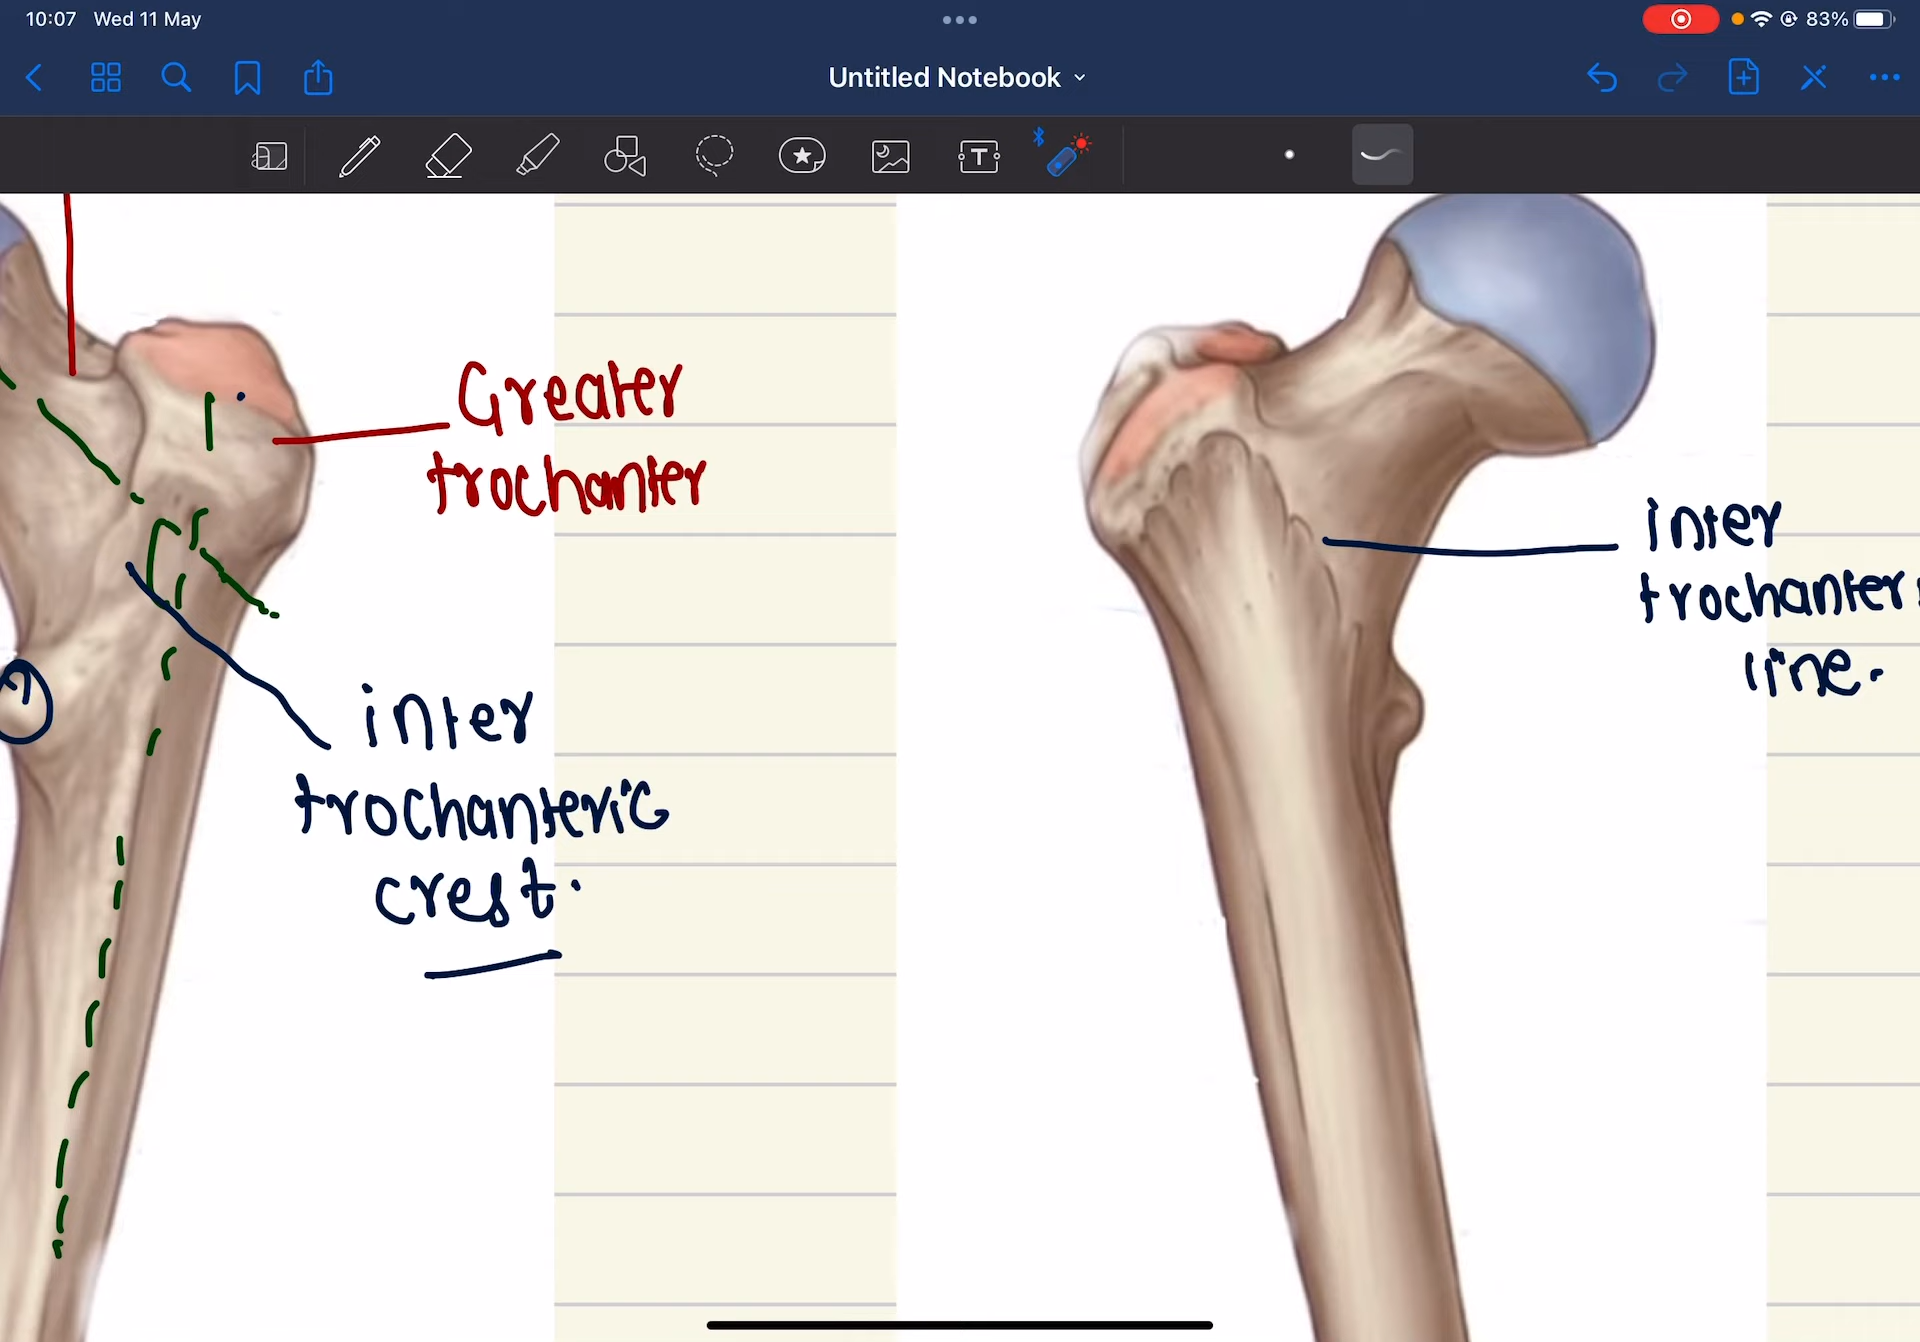 10:07 Wed 11 May
83%
Untitled Notebook
T
Greater
trochanter
inter
trochanteric
crest.
inter
trochanter
line.